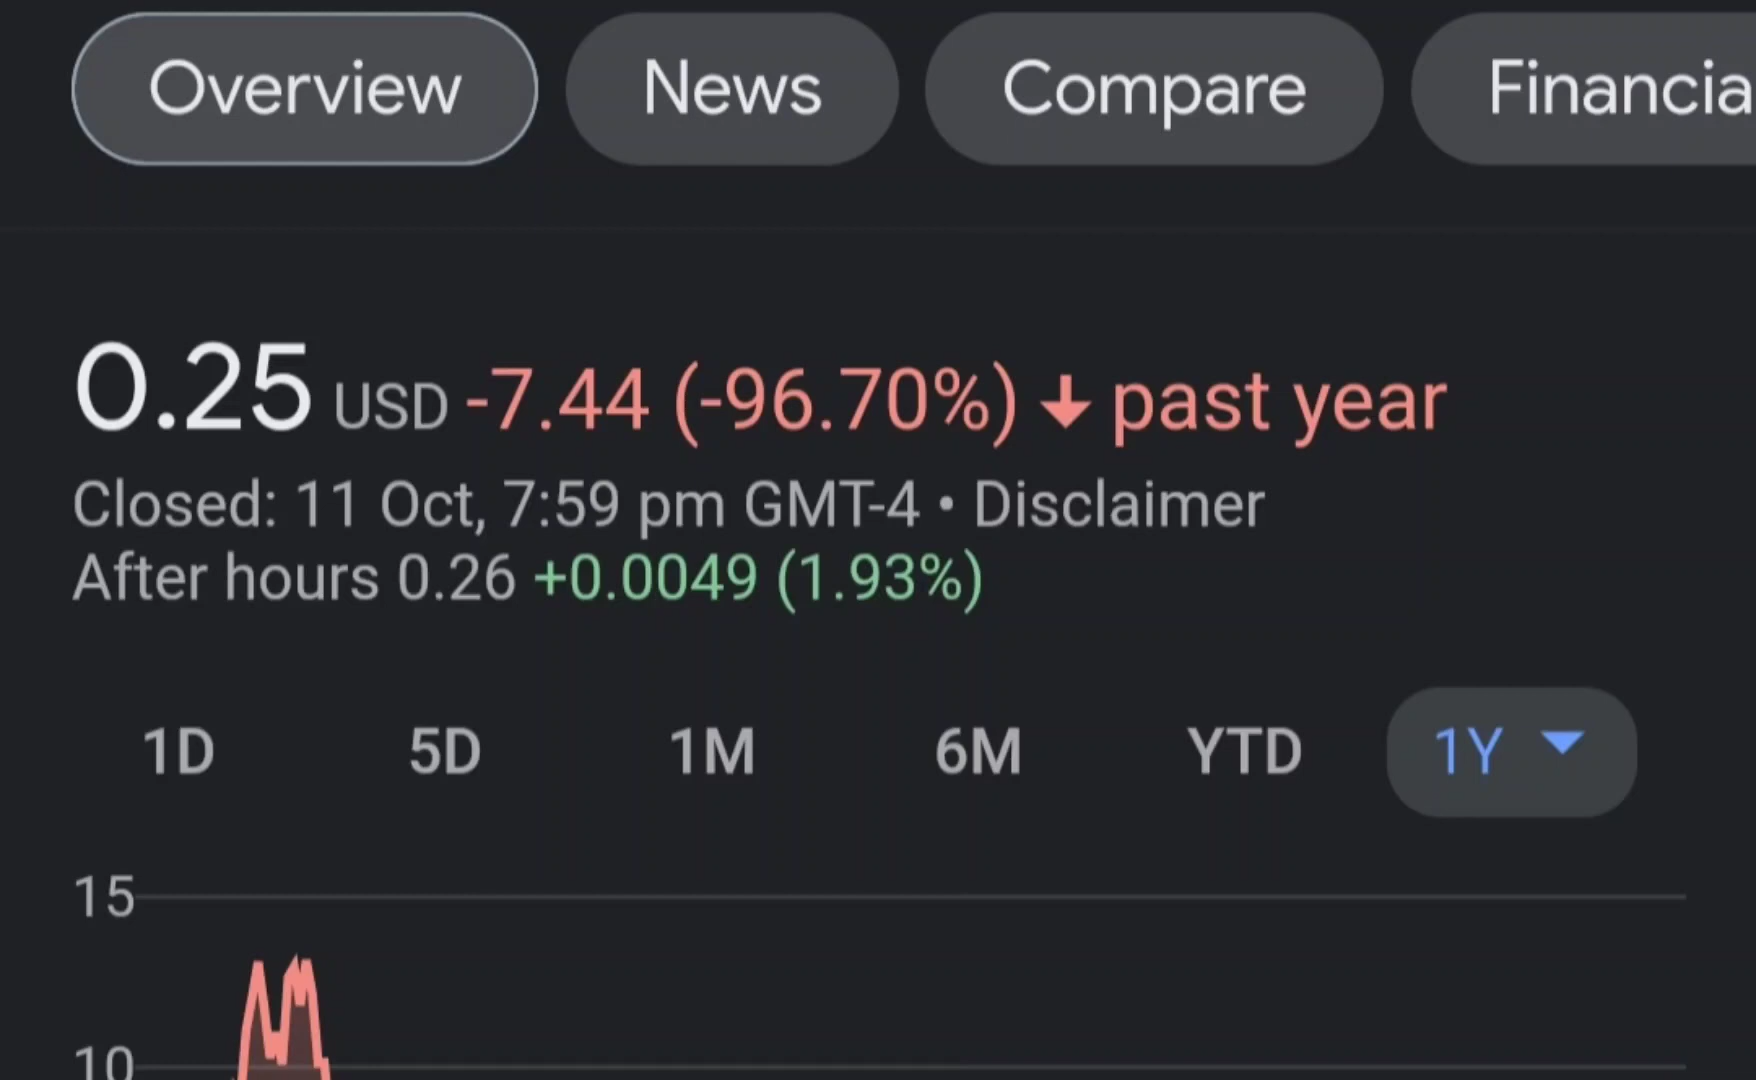 Overview News Compare Financia
0.25 USD -7.44 (-96.70%) ↓ past year
Closed: 11 Oct, 7:59 pm GMT-4 • Disclaimer
After hours 0.26 +0.0049 (1.93%)
1D 5D 1M 6M YTD 1Y
15
10